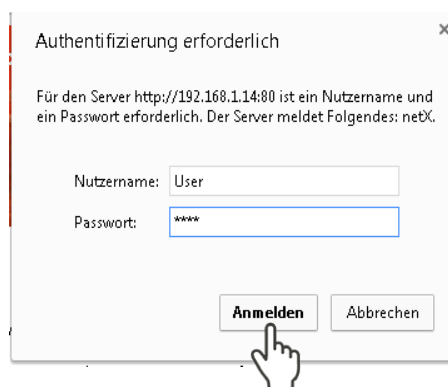 Authentifizierung erforderlich
Für den Server http://192.168.1.14:80 ist ein Nutzername und
ein Passwort erforderlich. Der Server meldet Folgendes: netX.
Nutzername: User
Passwort: ****
Anmelden Abbrechen